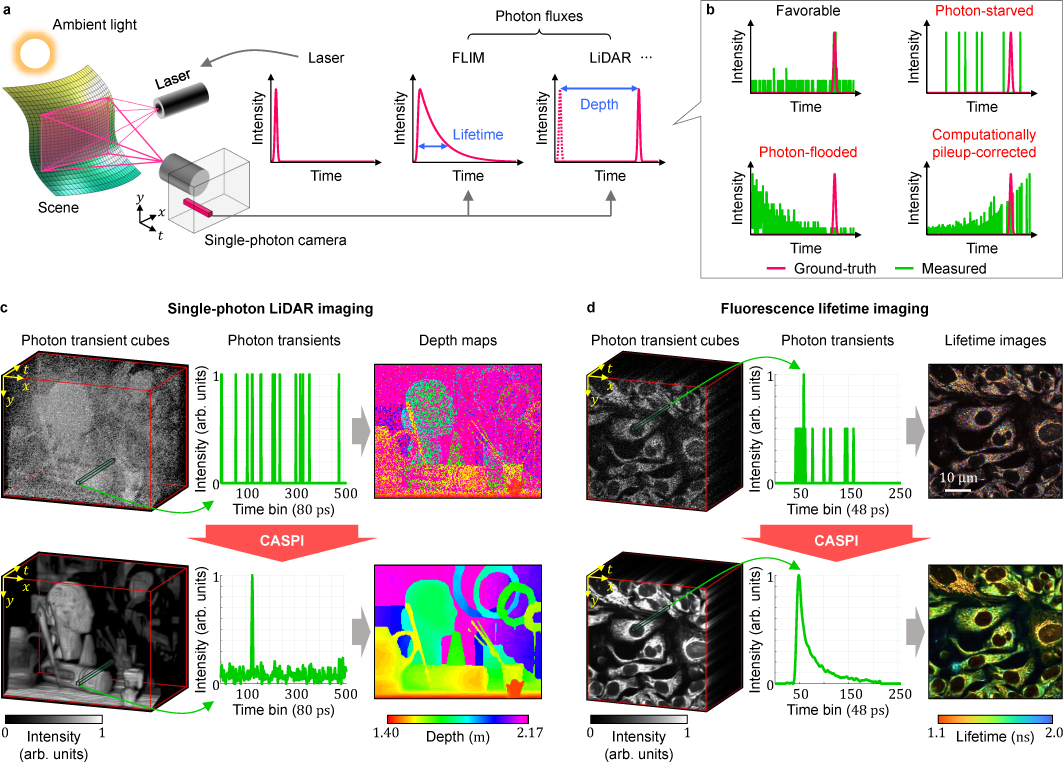 a
Ambient light
Laser
Scene
y
x
t
Single-photon camera
Photon fluxes
Laser
FLIM
LiDAR ...
Intensity
Time
Intensity
Lifetime
Time
Intensity
Depth
Time
b
Favorable
Intensity
Time
Photon-starved
Intensity
Time
Photon-flooded
Intensity
Time
Computationally
pileup-corrected
Intensity
Time
Ground-truth
Measured
c
Single-photon LiDAR imaging
Photon transient cubes
Photon transients
Depth maps
t
x
y
Intensity (arb. units)
1
0
1
100
300
500
Time bin (80 ps)
CASPI
t
x
y
Intensity (arb. units)
1
0
1
100
300
500
Time bin (80 ps)
0
1
Intensity
(arb. units)
1.40
2.17
Depth (m)
d
Fluorescence lifetime imaging
Photon transient cubes
Photon transients
Lifetime images
t
x
y
Intensity (arb. units)
1
0
1
50
150
250
Time bin (48 ps)
10 μm
CASPI
t
x
y
Intensity (arb. units)
1
0
1
50
150
250
Time bin (48 ps)
0
1
Intensity
(arb. units)
1.1
2.0
Lifetime (ns)